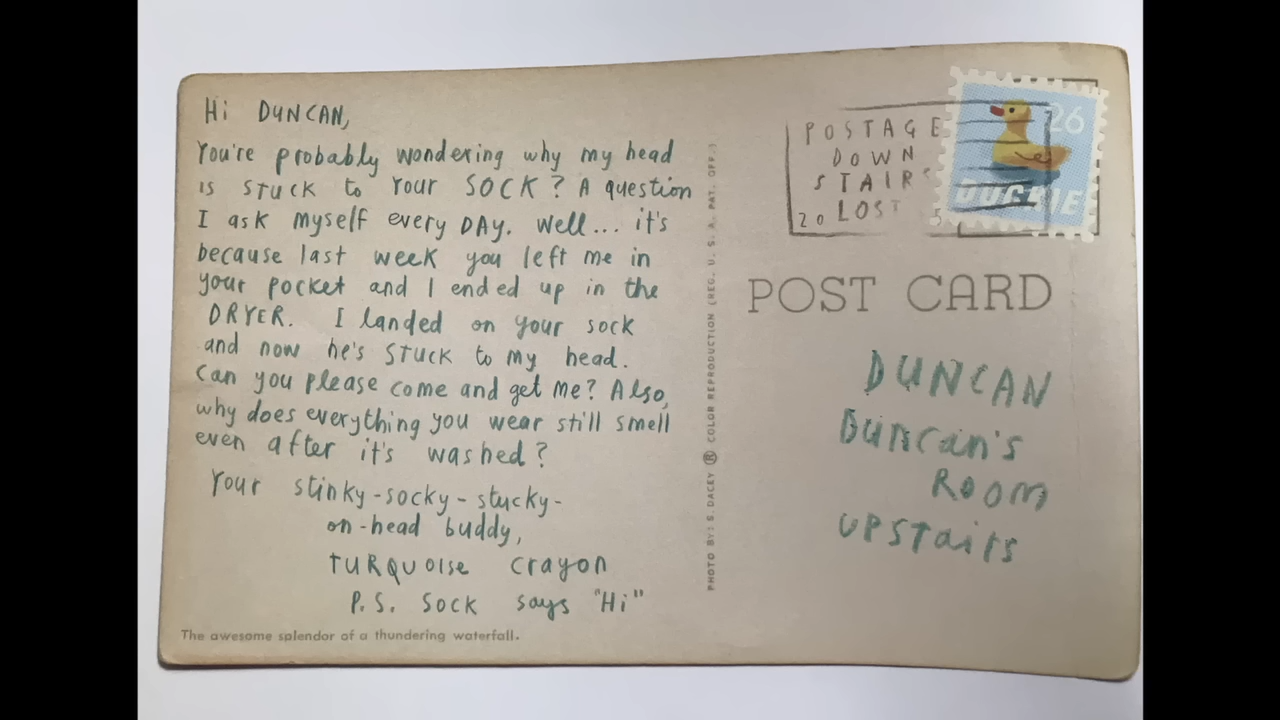 Hi DUNCAN,
You're probably wondering why my head
is STUCK to Your SOCK? A question
I ask myself every DAY. Well... it's
because last week you left me in
your pocket and I ended up in the
DRYER. I landed on your sock
and now he's STUCK to my head.
Can you please come and get me? Also,
why does everything you wear still smell
even after it's washed?
Your stinky-socky-stucky-
on-head buddy,
TURQUOISE crayon
P.S. SOCK says "Hi"
The awesome splendor of a thundering waterfall.
PHOTO BY: S. DACEY ® COLOR REPRODUCTION (REG. U. S. A. PAT. OFF.)
POSTAGE
DOWN
STAIRS
20 LOST 5
26
DUCKIE
POST CARD
DUNCAN
Duncan's
ROOM
UPSTairs